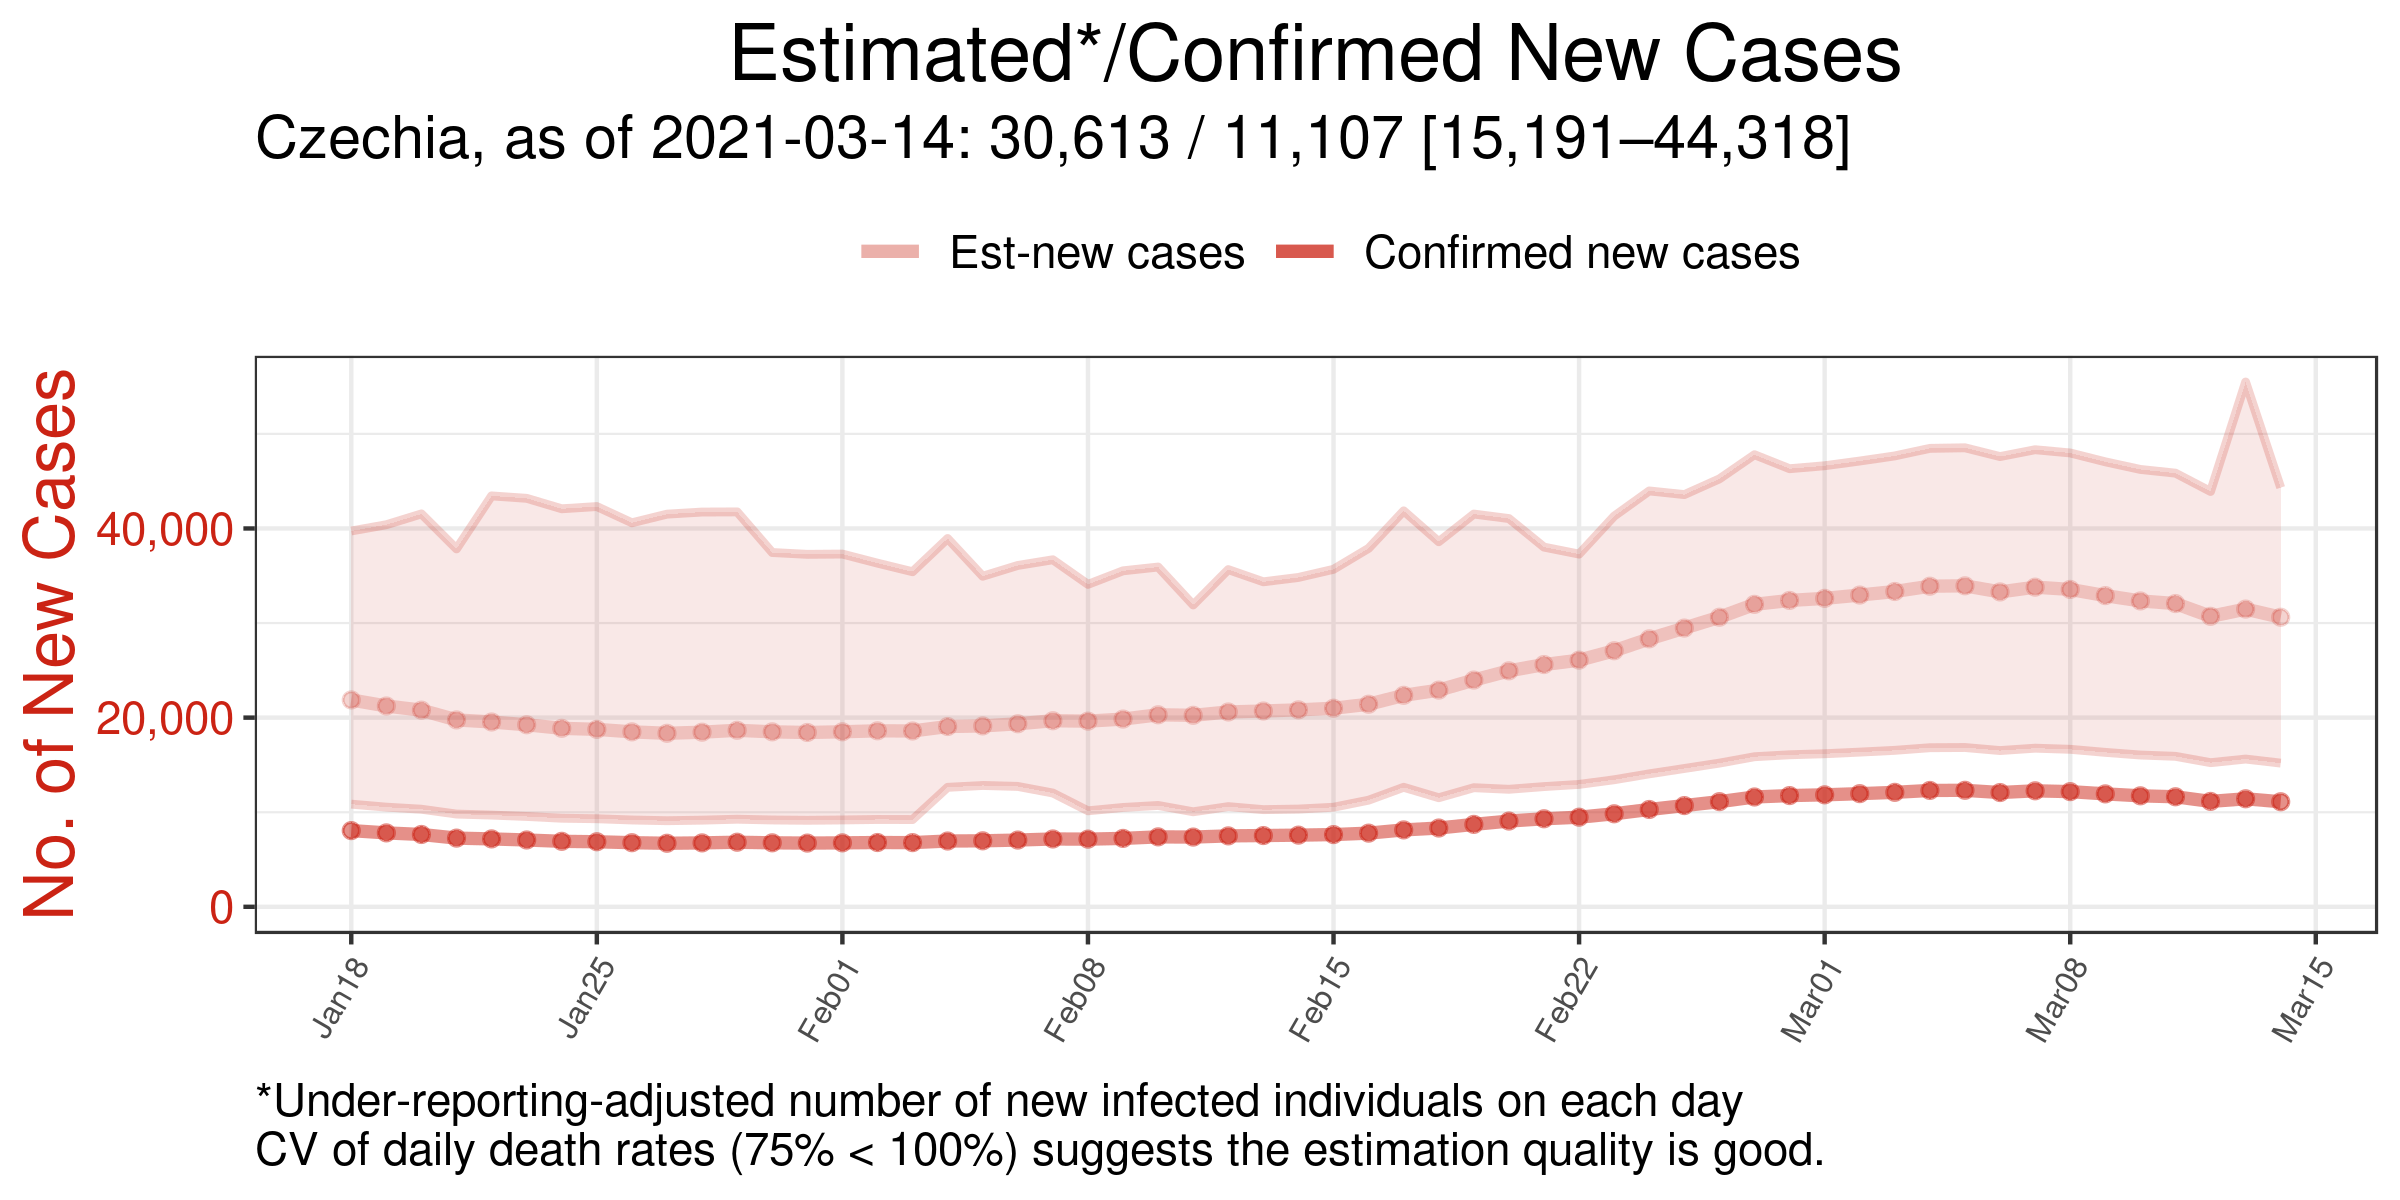 Estimated*/Confirmed New Cases
Czechia, as of 2021-03-14: 30,613 / 11,107 [15,191–44,318]
Est-new cases
Confirmed new cases
No. of New Cases
40,000
20,000
0
Jan18
Jan25
Feb01
Feb08
Feb15
Feb22
Mar01
Mar08
Mar15
*Under-reporting-adjusted number of new infected individuals on each day
CV of daily death rates (75% < 100%) suggests the estimation quality is good.